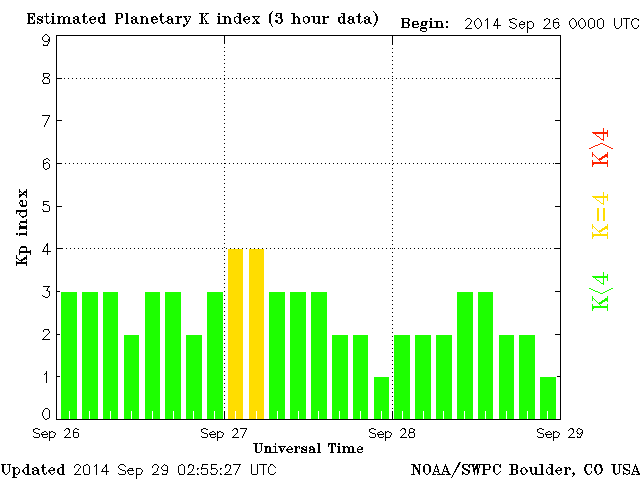 Estimated Planetary K index (3 hour data)
Begin: 2014 Sep 26 0000 UTC
9
8
7
6
5
4
3
2
1
0
Kp index
K>4
K=4
K<4
Sep 26
Sep 27
Sep 28
Sep 29
Universal Time
Updated 2014 Sep 29 02:55:27 UTC
NOAA/SWPC Boulder, CO USA